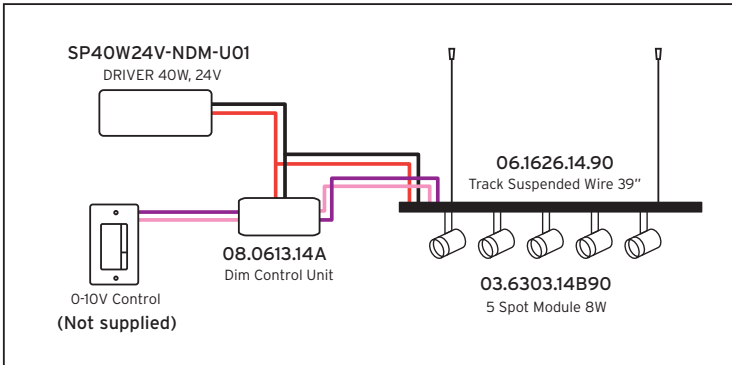 SP40W24V-NDM-U01
DRIVER 40W, 24V
06.1626.14.90
Track Suspended Wire 39”
08.0613.14A
Dim Control Unit
03.6303.14B90
5 Spot Module 8W
0-10V Control
(Not supplied)